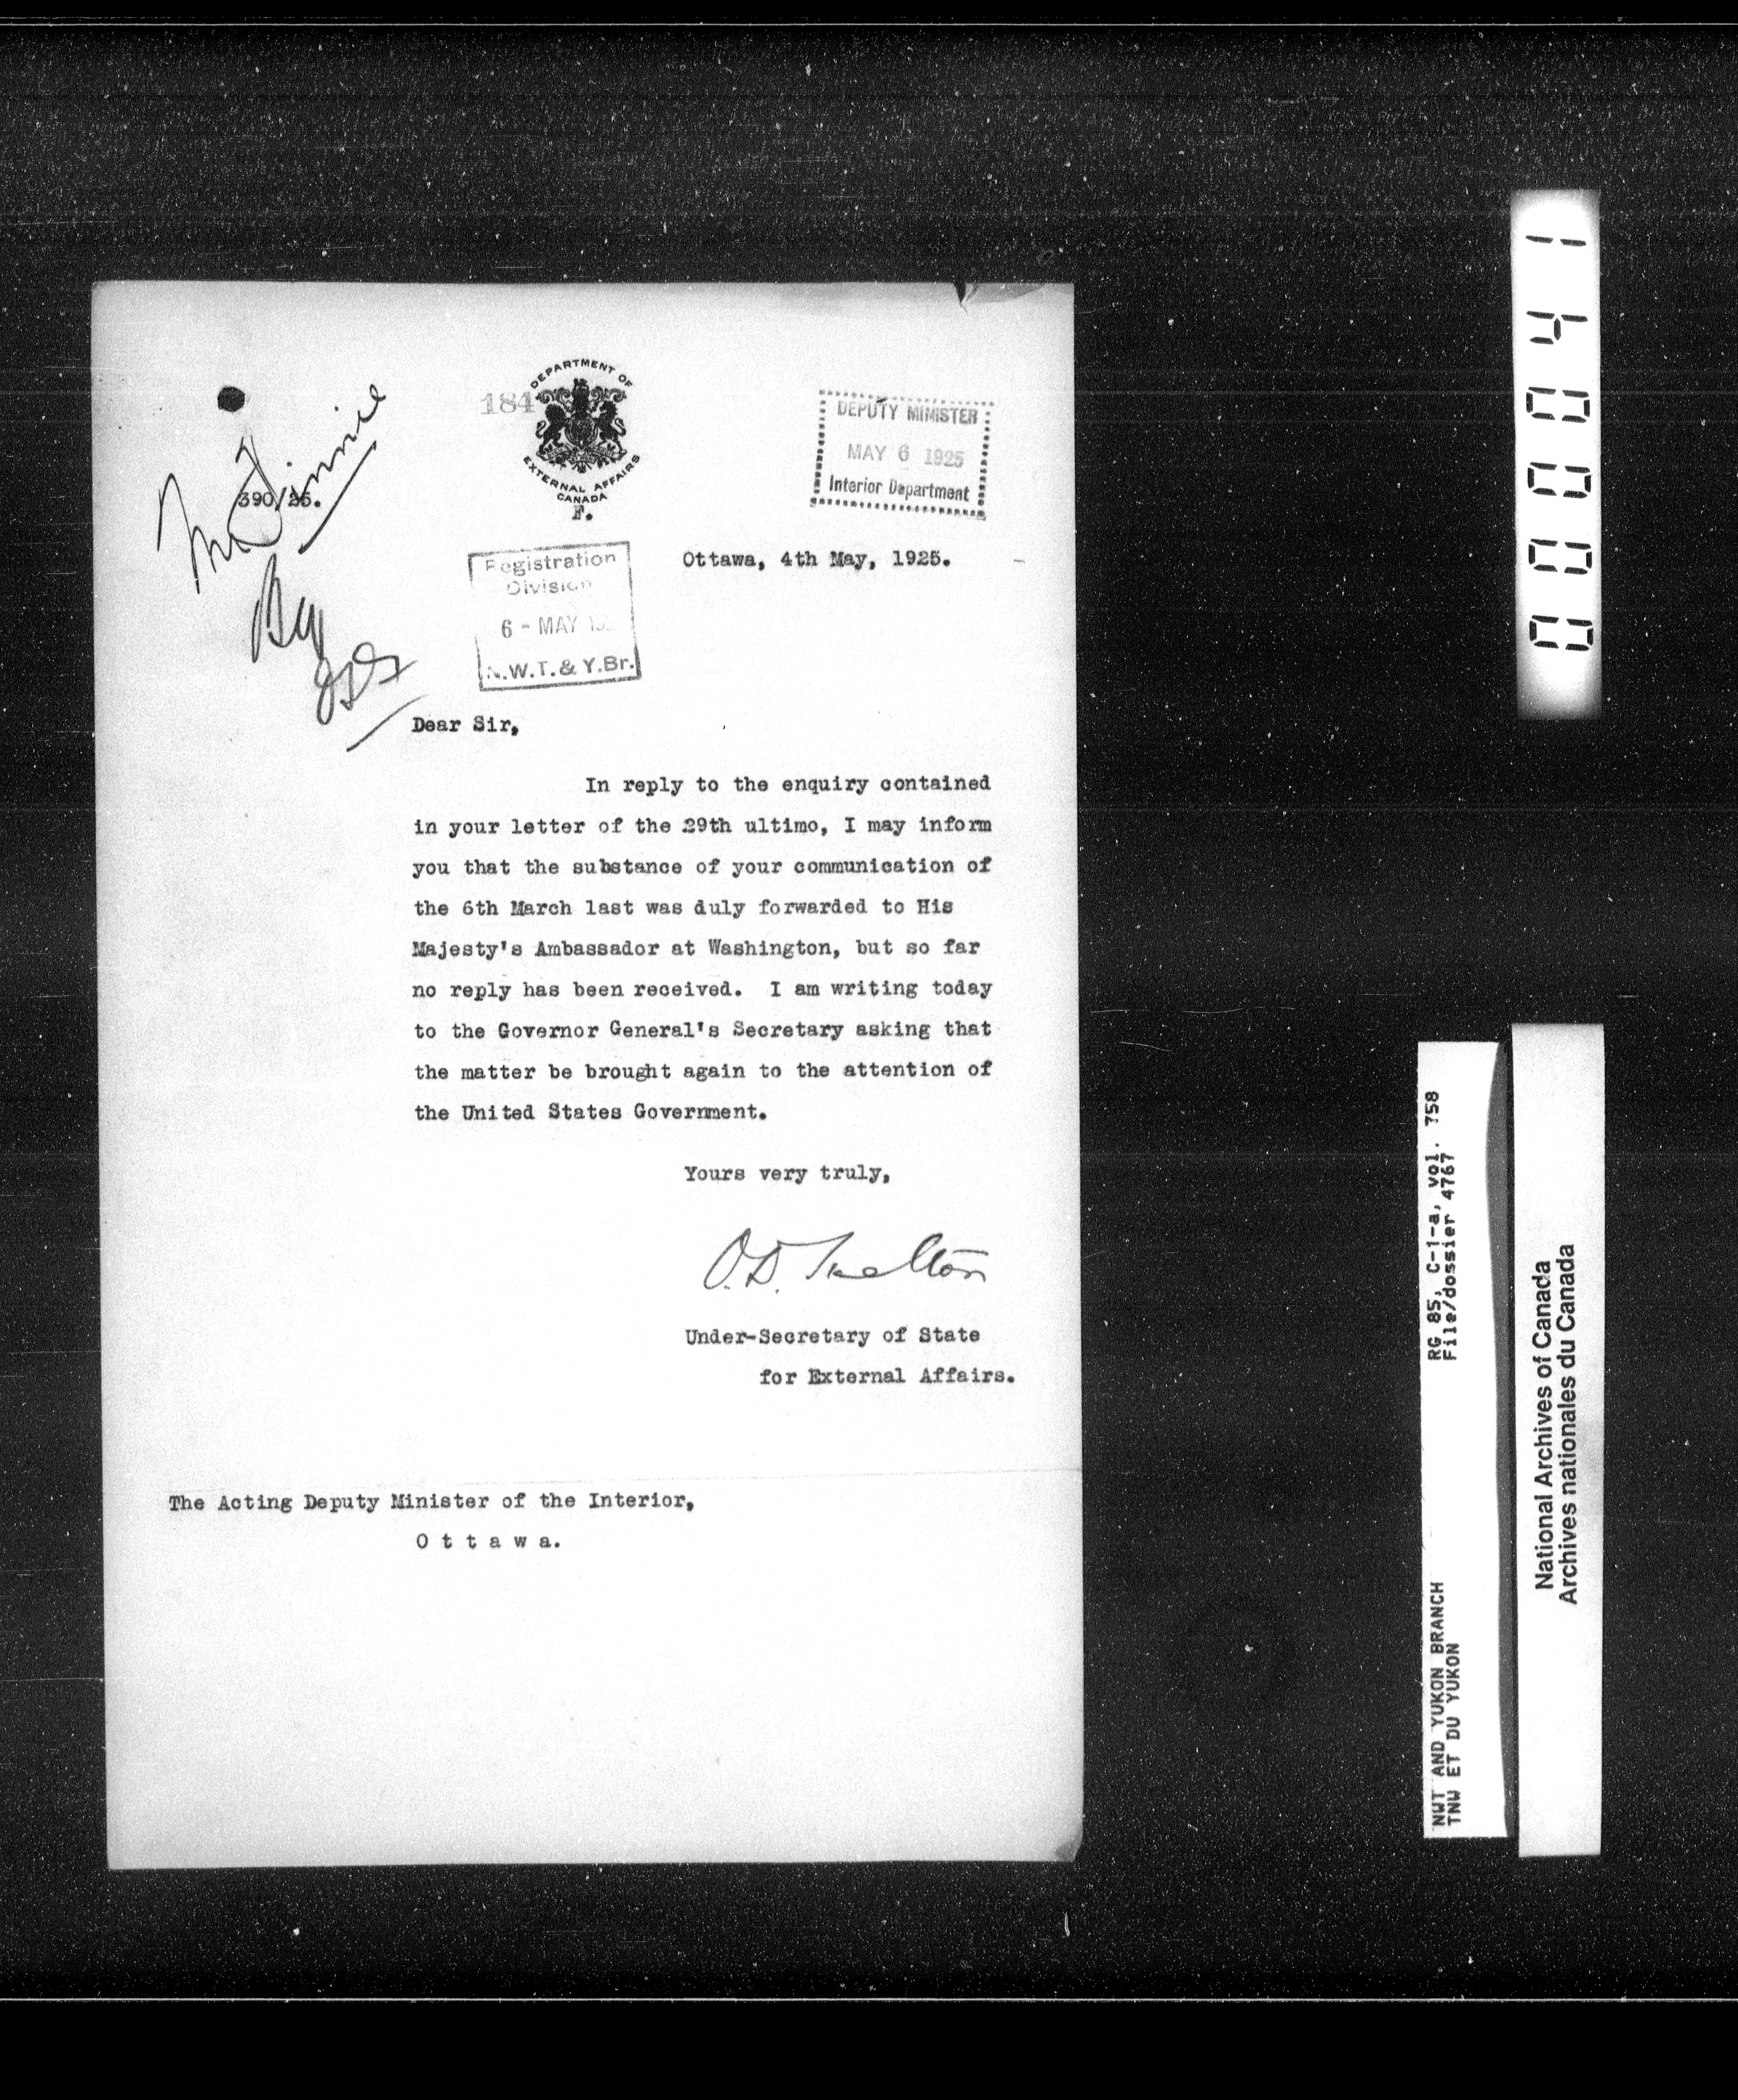 184
DEPARTMENT OF
EXTERNAL AFFAIRS
CANADA
F.
DEPUTY MINISTER
MAY 6 1925
Interior Department
390/25.
Registration
Division
6 - MAY
N.W.T. & Y.Br.
Ottawa, 4th May, 1925.
Dear Sir,
In reply to the enquiry contained
in your letter of the 29th ultimo, I may inform
you that the substance of your communication of
the 6th March last was duly forwarded to His
Majesty's Ambassador at Washington, but so far
no reply has been received. I am writing today
to the Governor General's Secretary asking that
the matter be brought again to the attention of
the United States Government.
Yours very truly,
O.D. Skelton
Under-Secretary of State
for External Affairs.
The Acting Deputy Minister of the Interior,
O t t a w a.
000041
RG 85, C-1-a, vol. 758
File/dossier 4767
NWT AND YUKON BRANCH
TNW ET DU YUKON
National Archives of Canada
Archives nationales du Canada